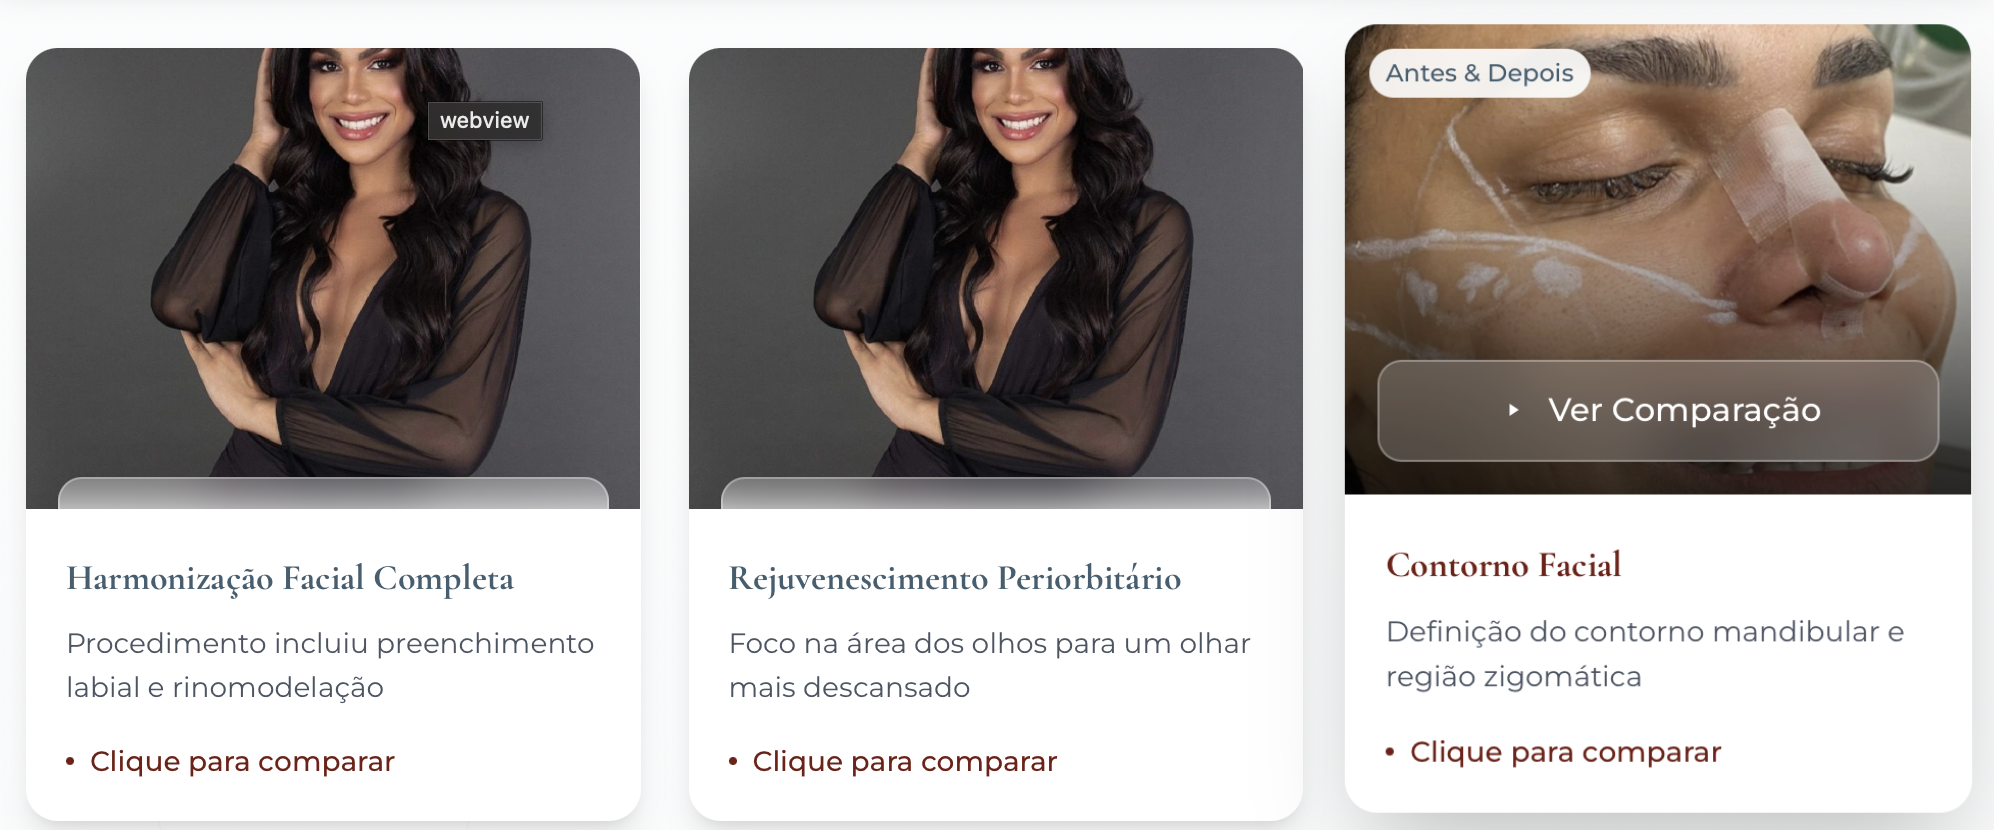 webview
Harmonização Facial Completa
Procedimento incluiu preenchimento
labial e rinomodelação
• Clique para comparar
Rejuvenescimento Periorbitário
Foco na área dos olhos para um olhar
mais descansado
• Clique para comparar
Antes & Depois
Ver Comparação
Contorno Facial
Definição do contorno mandibular e
região zigomática
• Clique para comparar